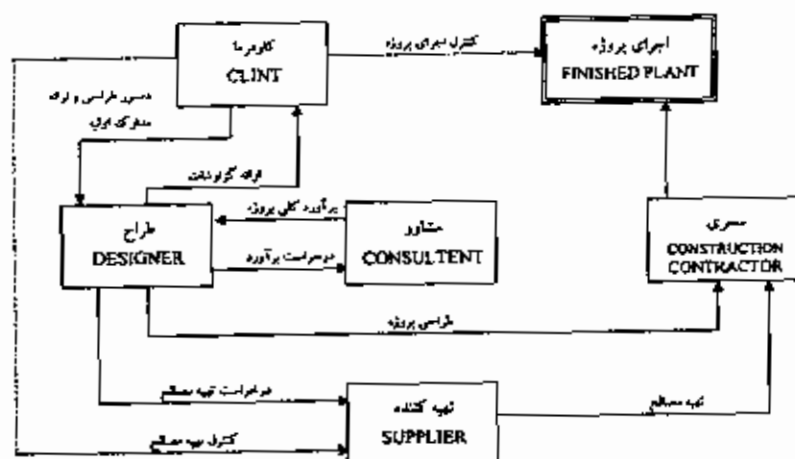 کارفرما
CLINT
کنترل اجرای پروژه
اجرای پروژه
FINISHED PLANT
دستور طراحی و ارائه
مدارک اولیه
ارائه گزارشات
طراح
DESIGNER
برآورد کلی پروژه
درخواست برآورد
مشاور
CONSULTENT
مجری
CONSTRUCTION
CONTRACTOR
طراحی پروژه
درخواست تهیه مصالح
کنترل تهیه مصالح
تهیه کننده
SUPPLIER
تهیه مصالح